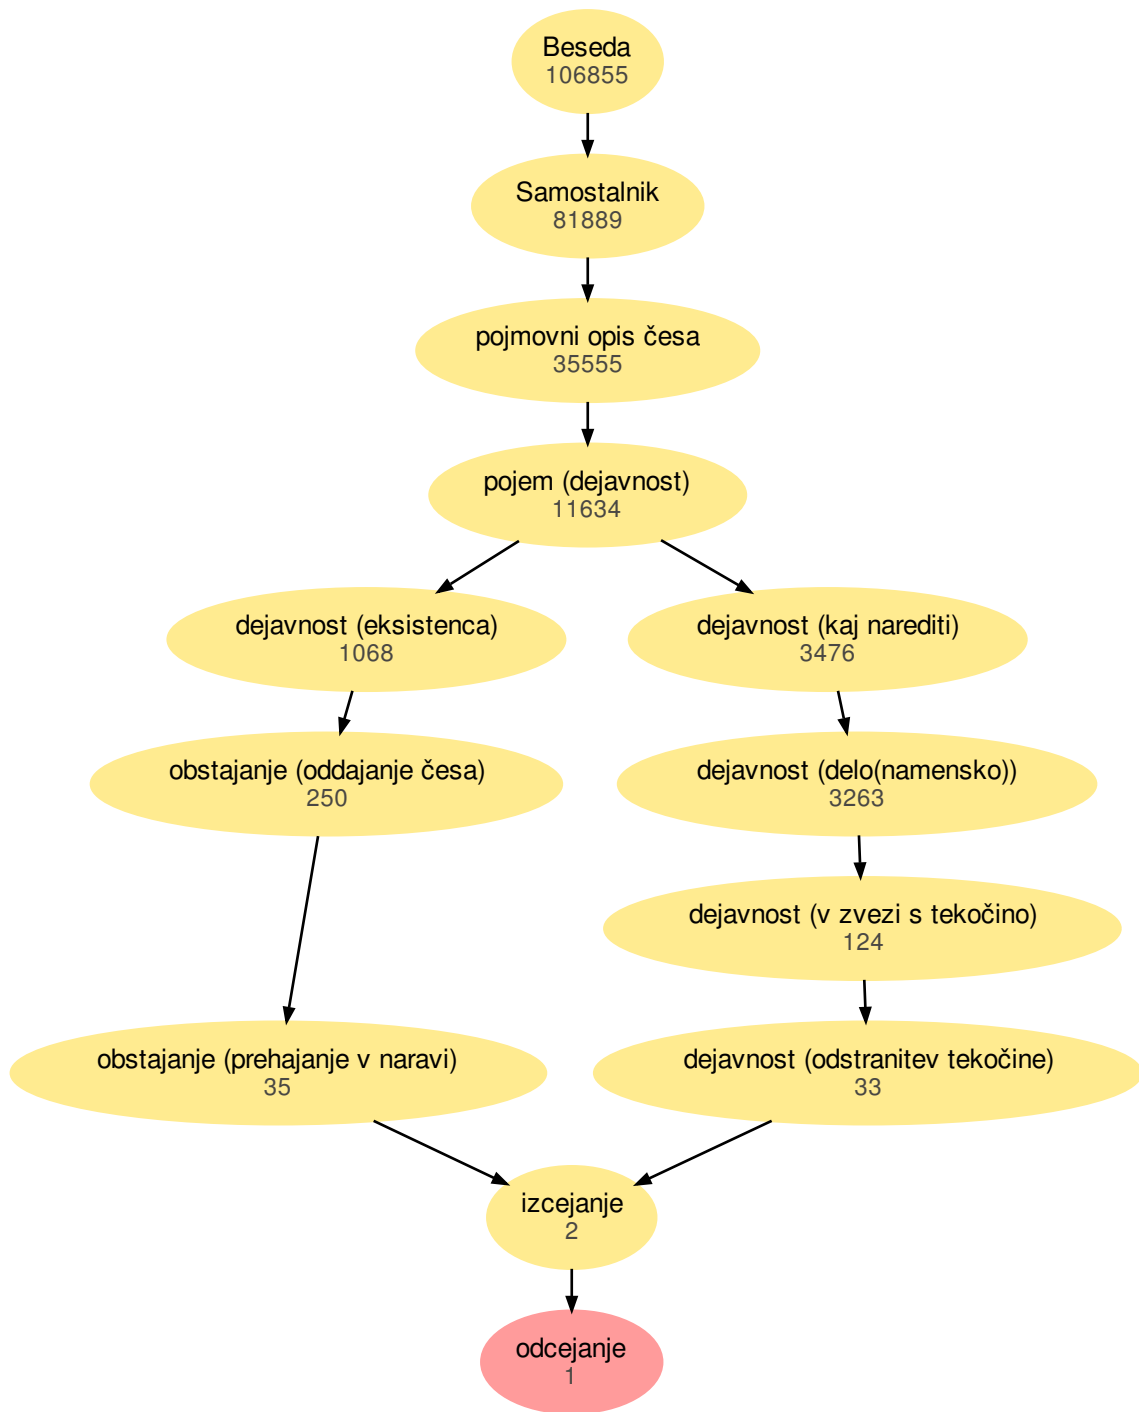 Beseda
106855
Samostalnik
81889
pojmovni opis česa
35555
pojem (dejavnost)
11634
dejavnost (eksistenca)
1068
dejavnost (kaj narediti)
3476
obstajanje (oddajanje česa)
250
dejavnost (delo(namensko))
3263
dejavnost (v zvezi s tekočino)
124
obstajanje (prehajanje v naravi)
35
dejavnost (odstranitev tekočine)
33
izcejanje
2
odcejanje
1